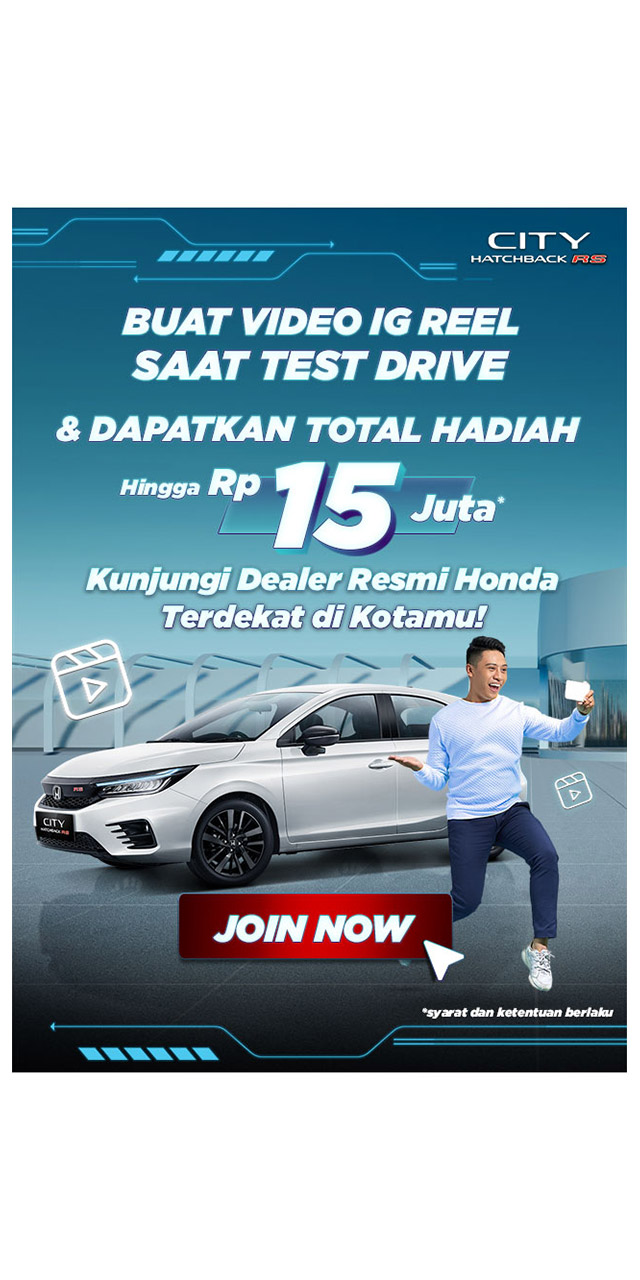 CITY
HATCHBACK RS
BUAT VIDEO IG REEL
SAAT TEST DRIVE
& DAPATKAN TOTAL HADIAH
Hingga Rp 15 Juta*
Kunjungi Dealer Resmi Honda
Terdekat di Kotamu!
RS
CITY
HATCHBACK RS
JOIN NOW
*syarat dan ketentuan berlaku